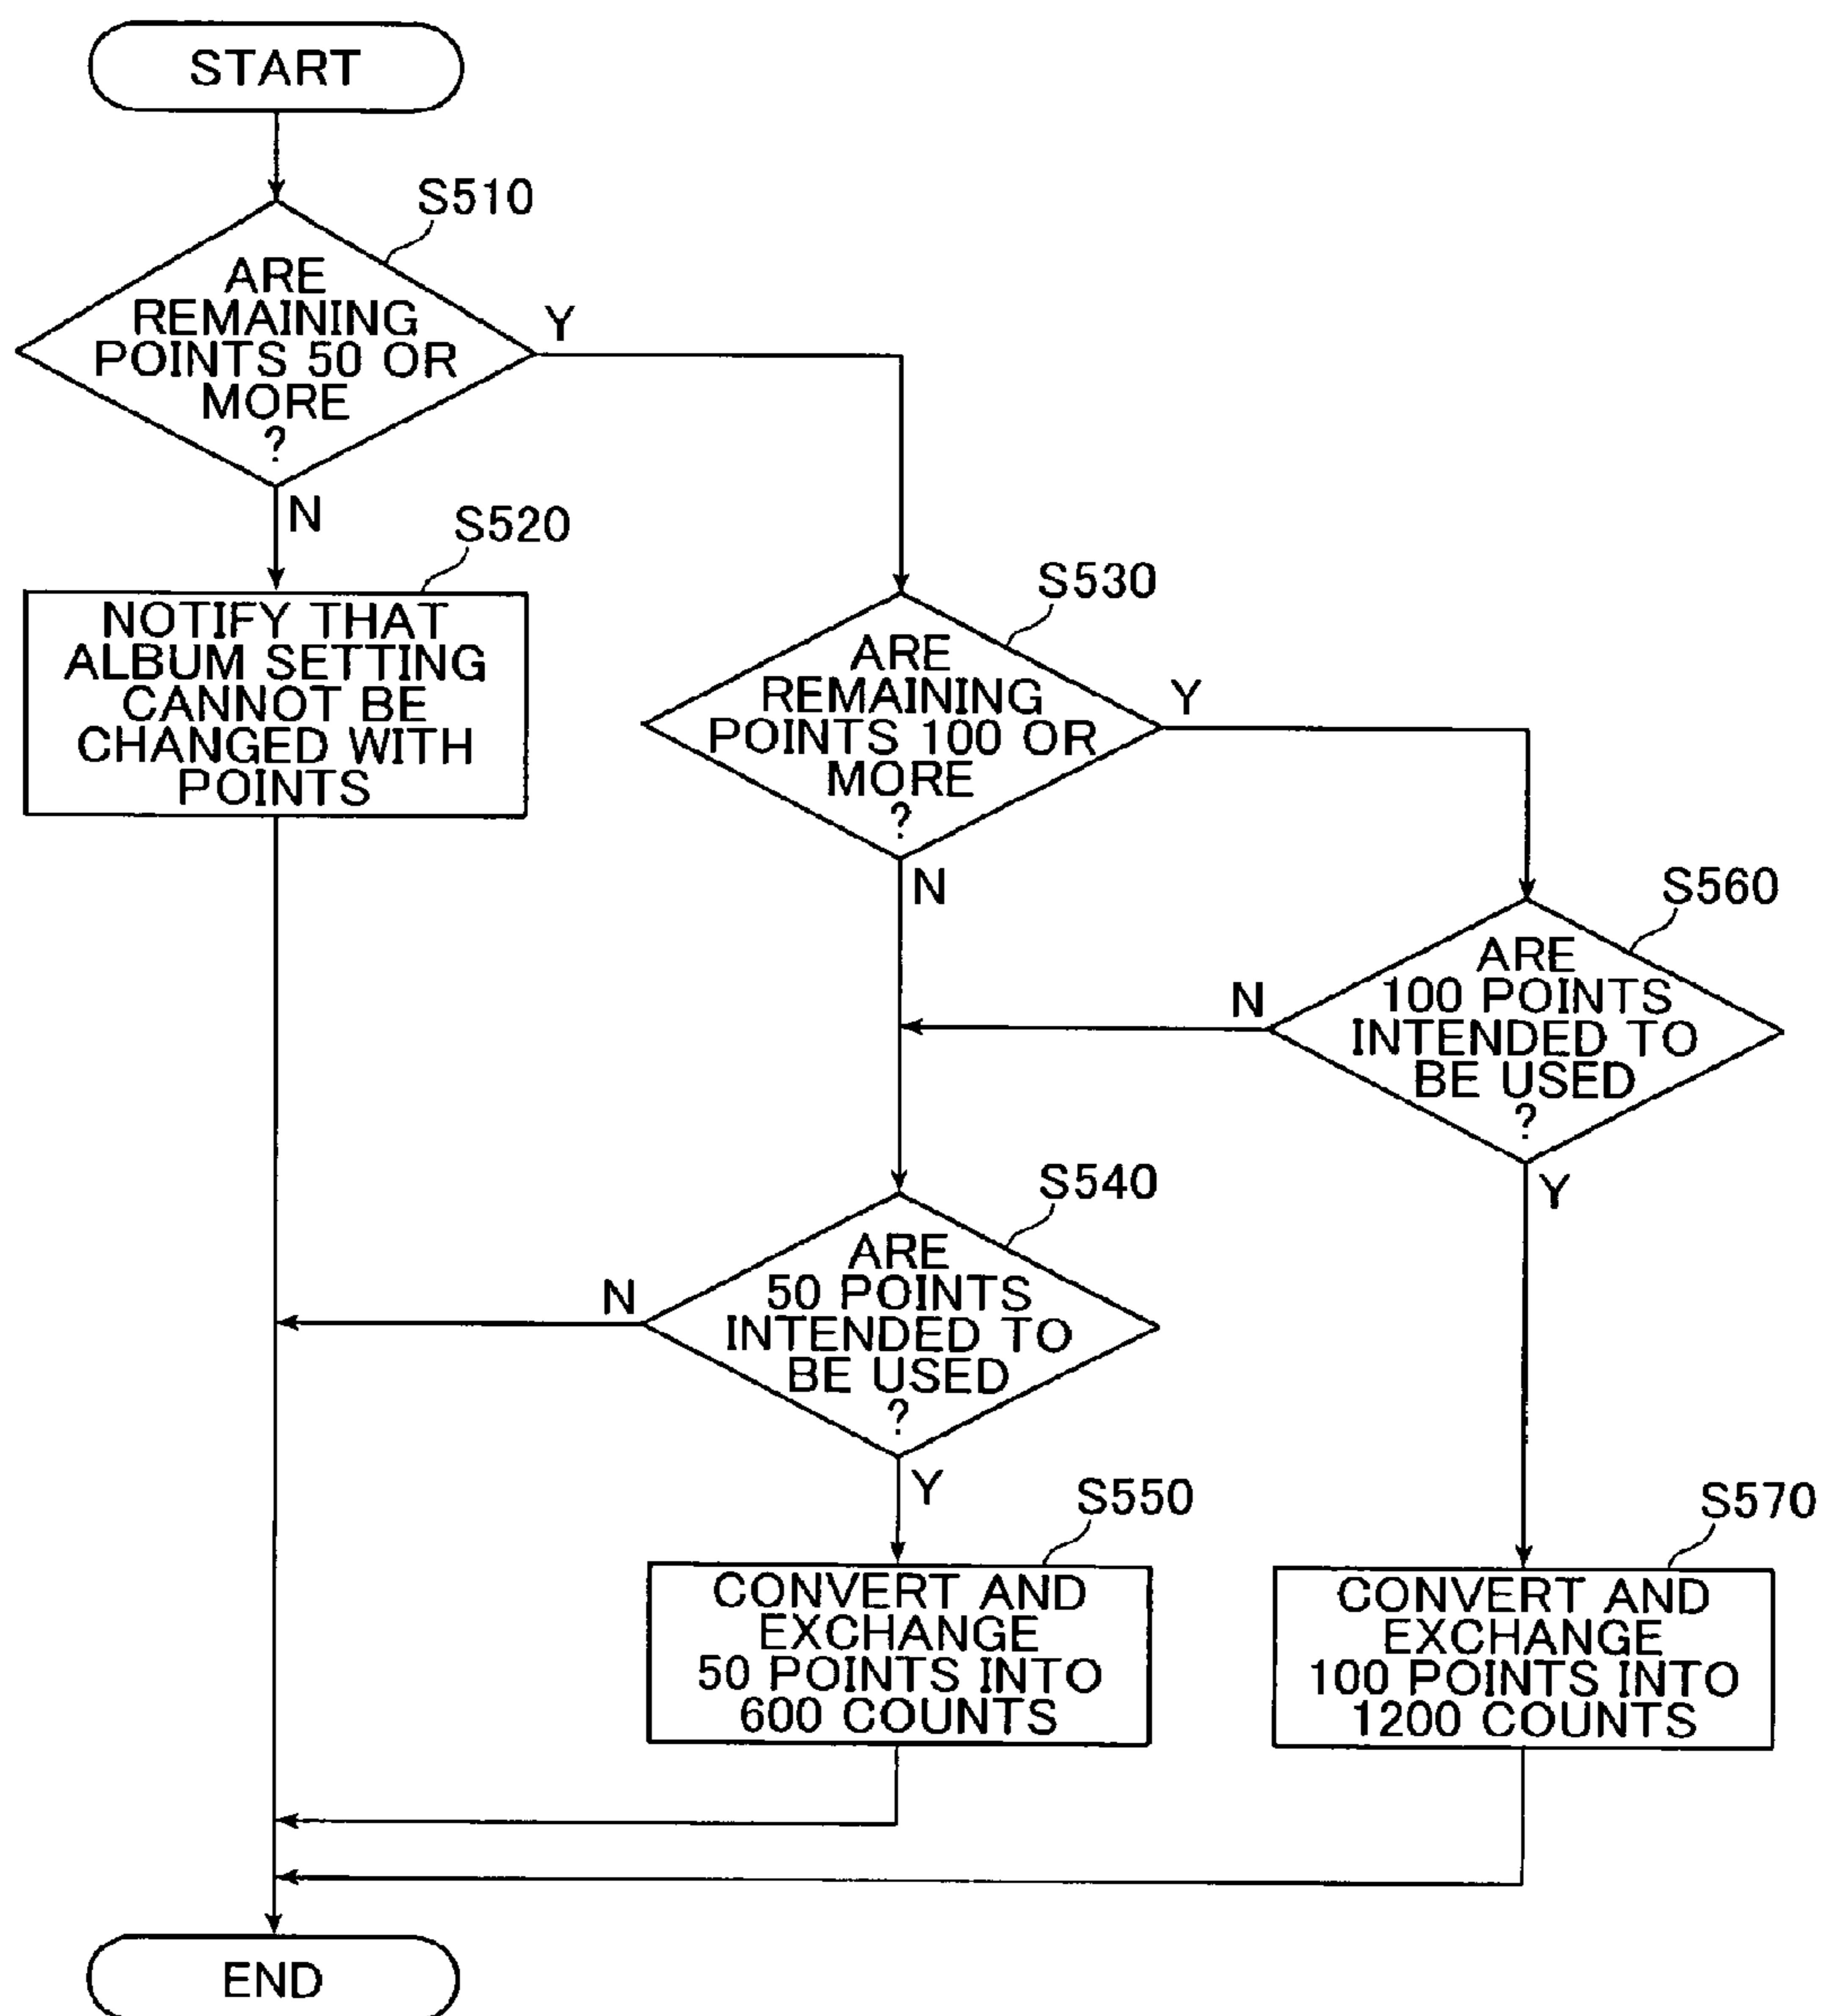 START
S510
ARE
REMAINING
POINTS 50 OR
MORE
?
Y
N
S520
NOTIFY THAT
ALBUM SETTING
CANNOT BE
CHANGED WITH
POINTS
S530
ARE
REMAINING
POINTS 100 OR
MORE
?
Y
N
S560
ARE
100 POINTS
INTENDED TO
BE USED
?
N
Y
S540
ARE
50 POINTS
INTENDED TO
BE USED
?
N
Y
S550
CONVERT AND
EXCHANGE
50 POINTS INTO
600 COUNTS
S570
CONVERT AND
EXCHANGE
100 POINTS INTO
1200 COUNTS
END